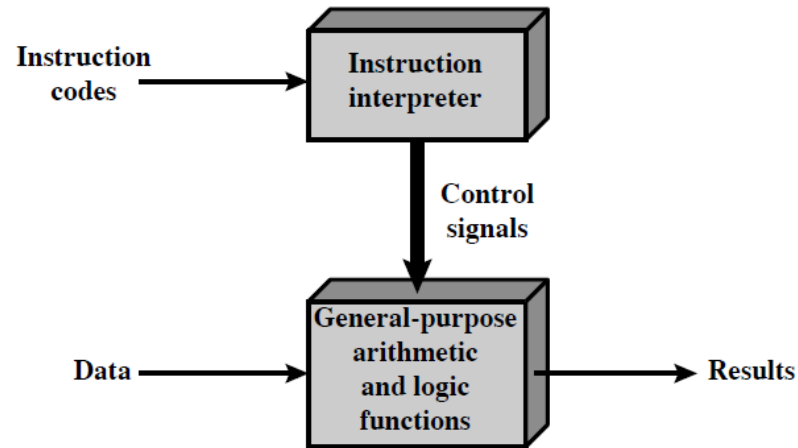 Instruction
codes
Instruction
interpreter
Control
signals
General-purpose
arithmetic
and logic
functions
Data
Results